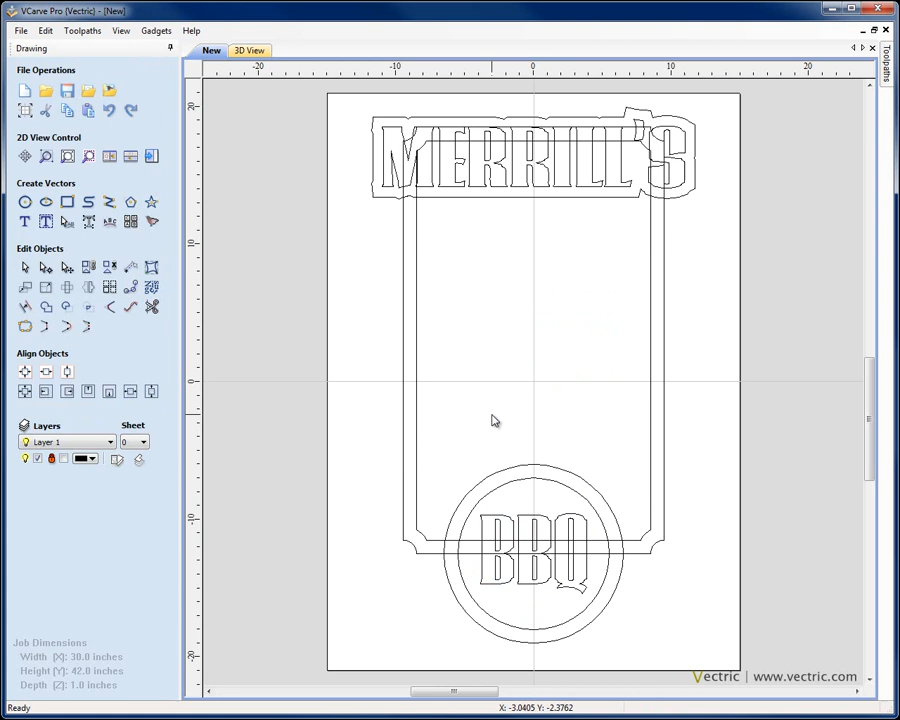 VCarve Pro {Vectric} - [New]
File Edit Toolpaths View Gadgets Help
Drawing
New 3D View
Toolpaths
File Operations
-20 -10 0 10 20
20
2D View Control
MERRILL'S
Create Vectors
Edit Objects
10
0
Align Objects
Layers Sheet
Layer 1 0
-10
BBQ
-20
Job Dimensions
Width [X]: 30.0 inches
Height [Y]: 42.0 inches
Depth [Z]: 1.0 inches
Vectric | www.vectric.com
Ready X: -3.0405 Y: -2.3762